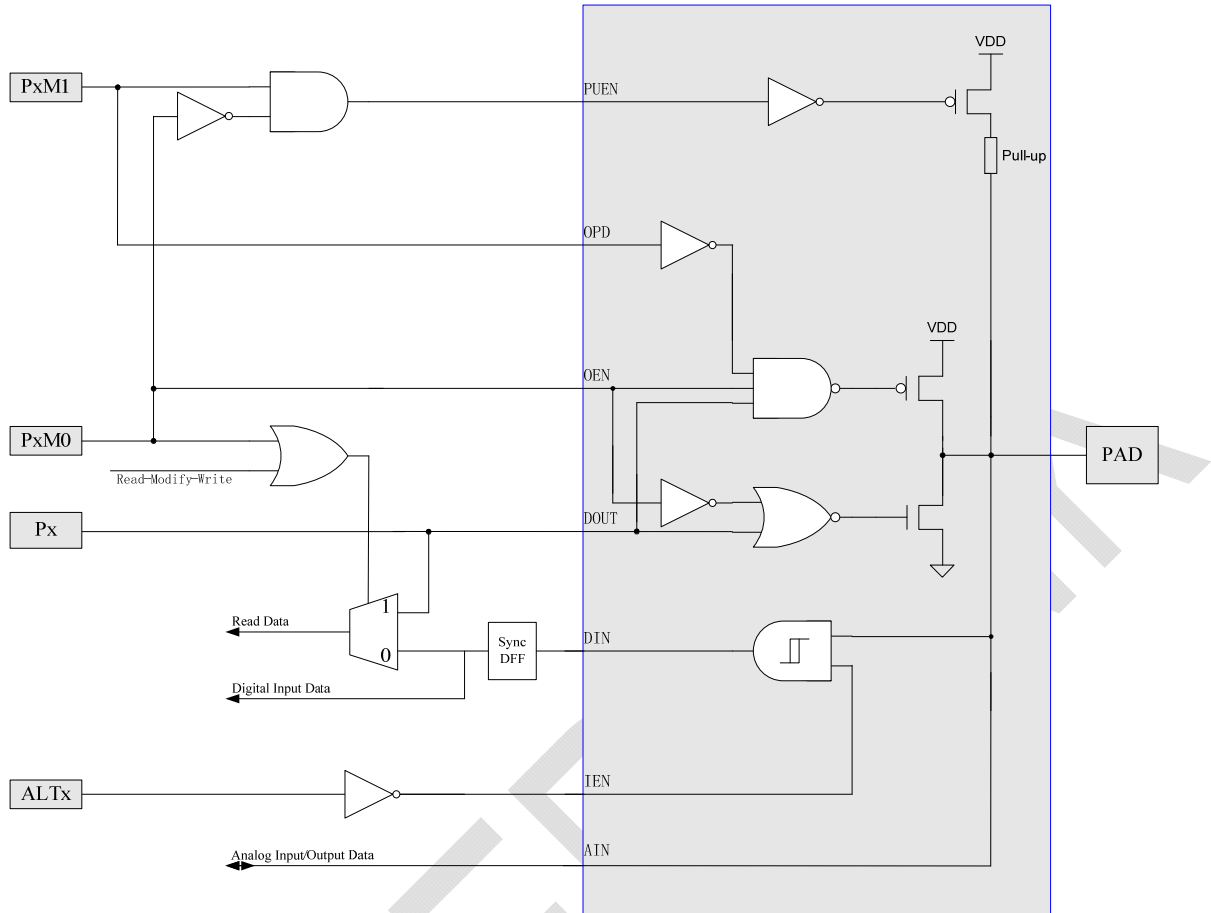 VDD
PxM1
PUEN
Pull-up
OPD
VDD
OEN
PxM0
PAD
Read-Modify-Write
Px
DOUT
1
Read Data
Sync
DFF
DIN
0
Digital Input Data
ALTx
IEN
Analog Input/Output Data
AIN